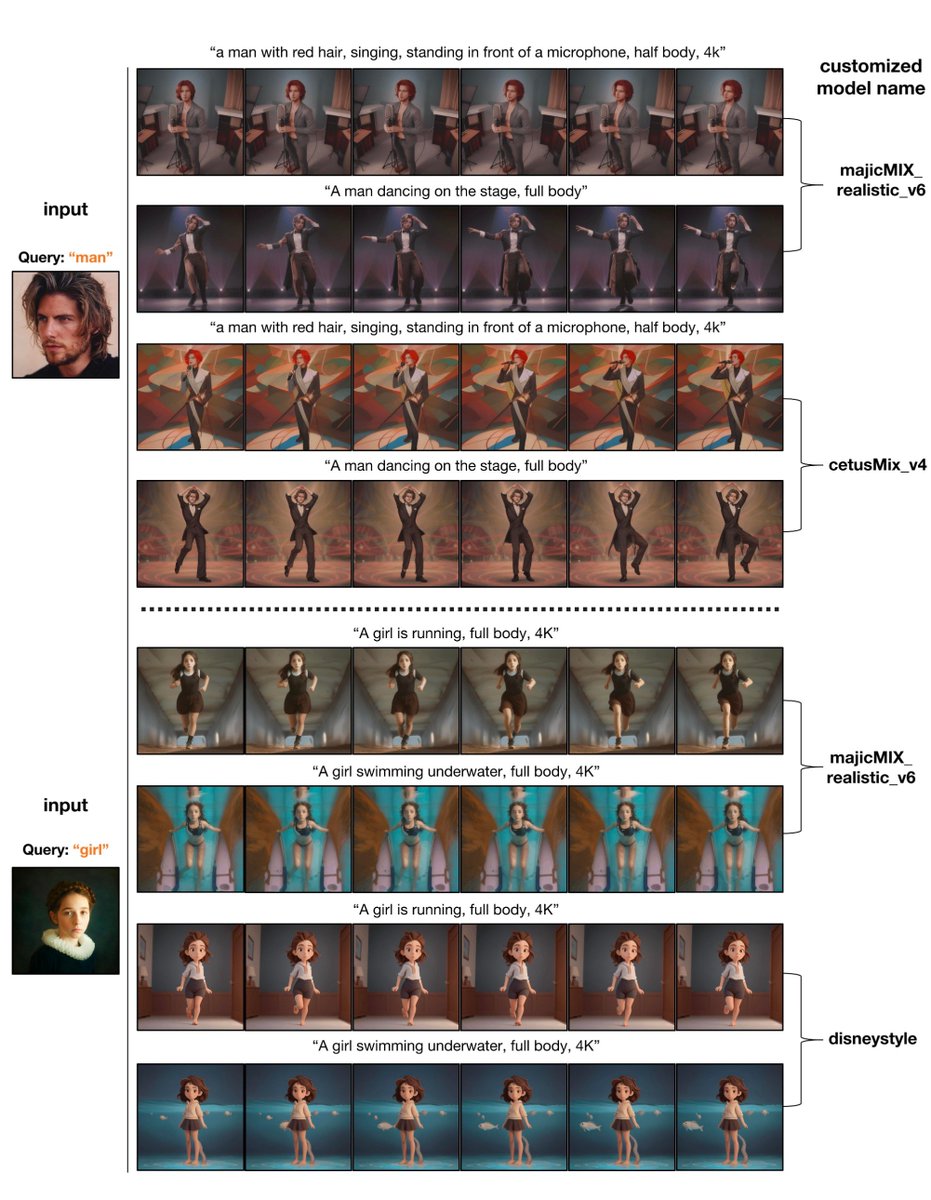 “a man with red hair, singing, standing in front of a microphone, half body, 4k”
customized
model name
“A man dancing on the stage, full body”
majicMIX_
realistic_v6
input
Query: “man”
“a man with red hair, singing, standing in front of a microphone, half body, 4k”
“A man dancing on the stage, full body”
cetusMix_v4
“A girl is running, full body, 4K”
“A girl swimming underwater, full body, 4K”
majicMIX_
realistic_v6
input
Query: “girl”
“A girl is running, full body, 4K”
“A girl swimming underwater, full body, 4K”
disneystyle